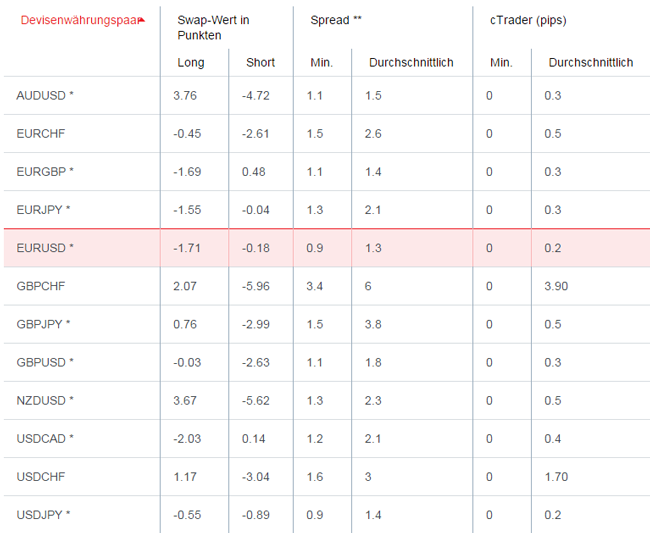 Devisenwährungspaar Swap-Wert in Punkten Spread ** cTrader (pips)
Long Short Min. Durchschnittlich Min. Durchschnittlich
AUDUSD * 3.76 -4.72 1.1 1.5 0 0.3
EURCHF -0.45 -2.61 1.5 2.6 0 0.5
EURGBP * -1.69 0.48 1.1 1.4 0 0.3
EURJPY * -1.55 -0.04 1.3 2.1 0 0.3
EURUSD * -1.71 -0.18 0.9 1.3 0 0.2
GBPCHF 2.07 -5.96 3.4 6 0 3.90
GBPJPY * 0.76 -2.99 1.5 3.8 0 0.5
GBPUSD * -0.03 -2.63 1.1 1.8 0 0.3
NZDUSD * 3.67 -5.62 1.3 2.3 0 0.5
USDCAD * -2.03 0.14 1.2 2.1 0 0.4
USDCHF 1.17 -3.04 1.6 3 0 1.70
USDJPY * -0.55 -0.89 0.9 1.4 0 0.2